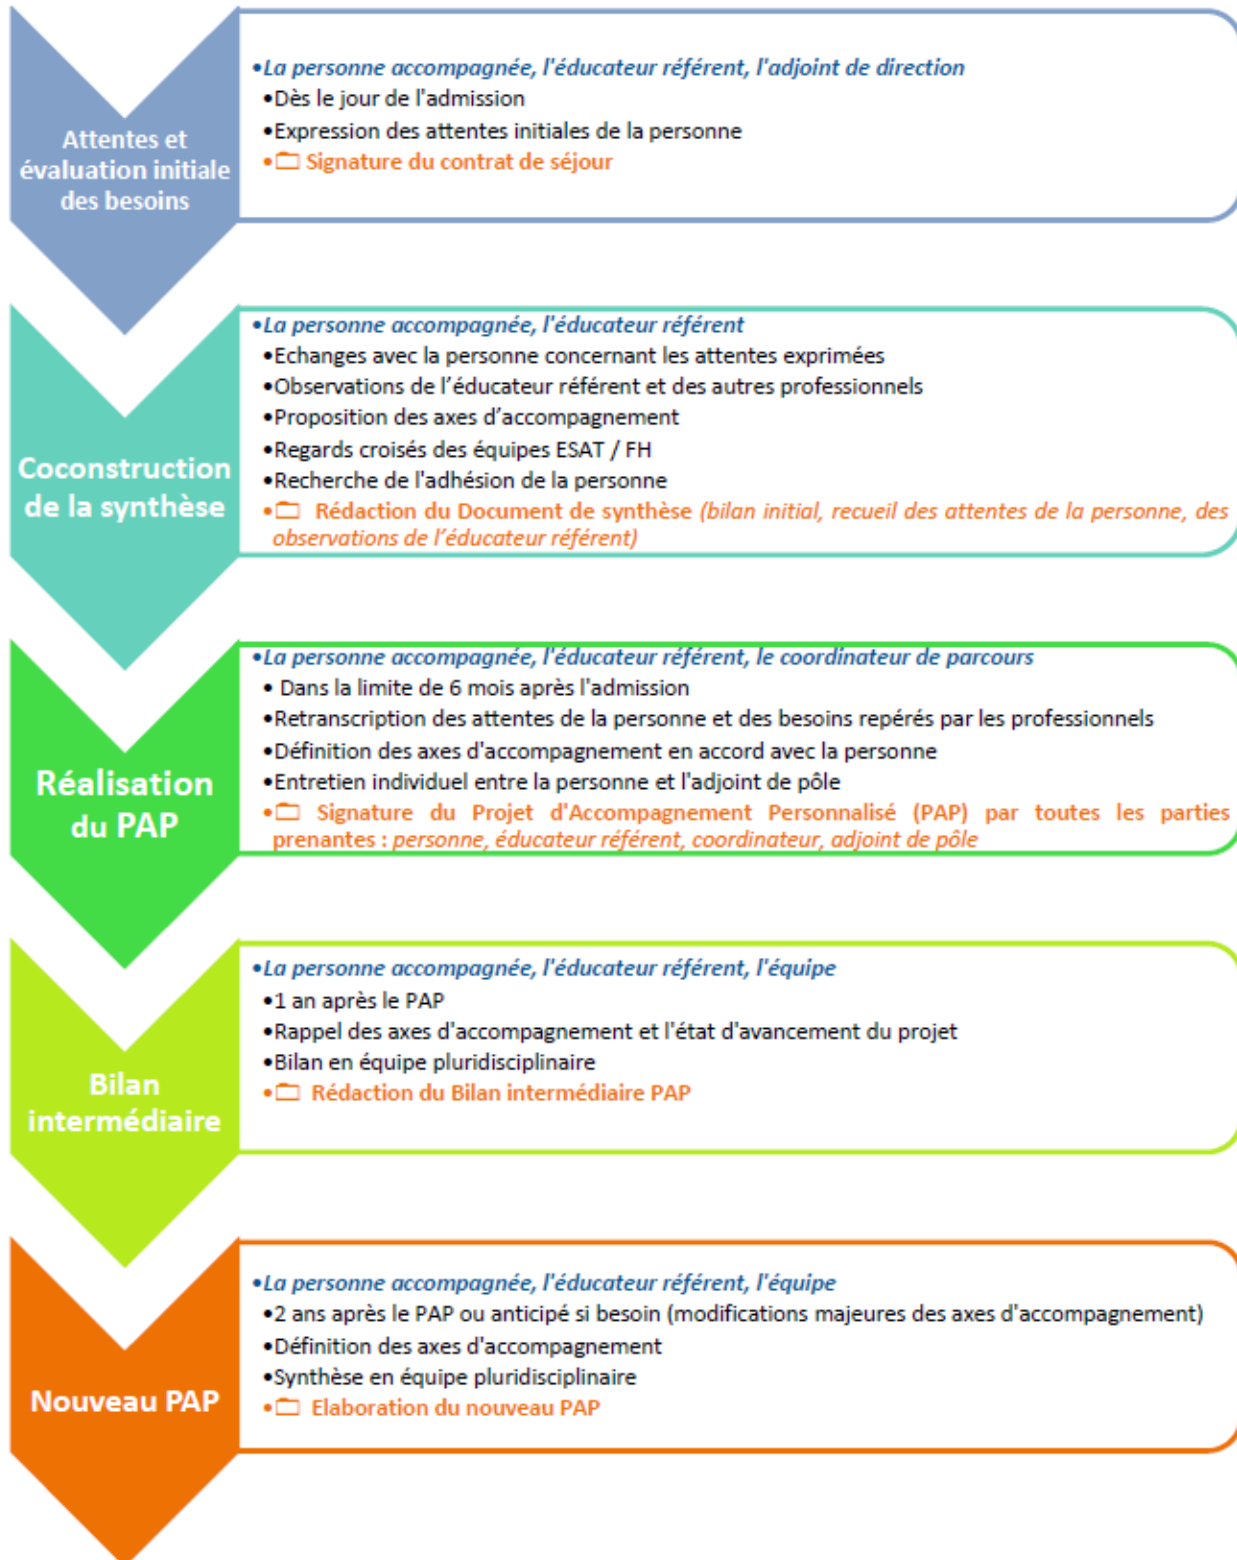 Attentes et
évaluation initiale
des besoins
•La personne accompagnée, l'éducateur référent, l'adjoint de direction
•Dès le jour de l'admission
•Expression des attentes initiales de la personne
• Signature du contrat de séjour
Coconstruction
de la synthèse
•La personne accompagnée, l'éducateur référent
•Echanges avec la personne concernant les attentes exprimées
•Observations de l’éducateur référent et des autres professionnels
•Proposition des axes d’accompagnement
•Regards croisés des équipes ESAT / FH
•Recherche de l'adhésion de la personne
• Rédaction du Document de synthèse (bilan initial, recueil des attentes de la personne, des
observations de l’éducateur référent)
Réalisation
du PAP
•La personne accompagnée, l'éducateur référent, le coordinateur de parcours
• Dans la limite de 6 mois après l'admission
•Retranscription des attentes de la personne et des besoins repérés par les professionnels
•Définition des axes d'accompagnement en accord avec la personne
•Entretien individuel entre la personne et l'adjoint de pôle
• Signature du Projet d'Accompagnement Personnalisé (PAP) par toutes les parties
prenantes : personne, éducateur référent, coordinateur, adjoint de pôle
Bilan
intermédiaire
•La personne accompagnée, l'éducateur référent, l'équipe
•1 an après le PAP
•Rappel des axes d'accompagnement et l'état d'avancement du projet
•Bilan en équipe pluridisciplinaire
• Rédaction du Bilan intermédiaire PAP
Nouveau PAP
•La personne accompagnée, l'éducateur référent, l'équipe
•2 ans après le PAP ou anticipé si besoin (modifications majeures des axes d'accompagnement)
•Définition des axes d'accompagnement
•Synthèse en équipe pluridisciplinaire
• Elaboration du nouveau PAP